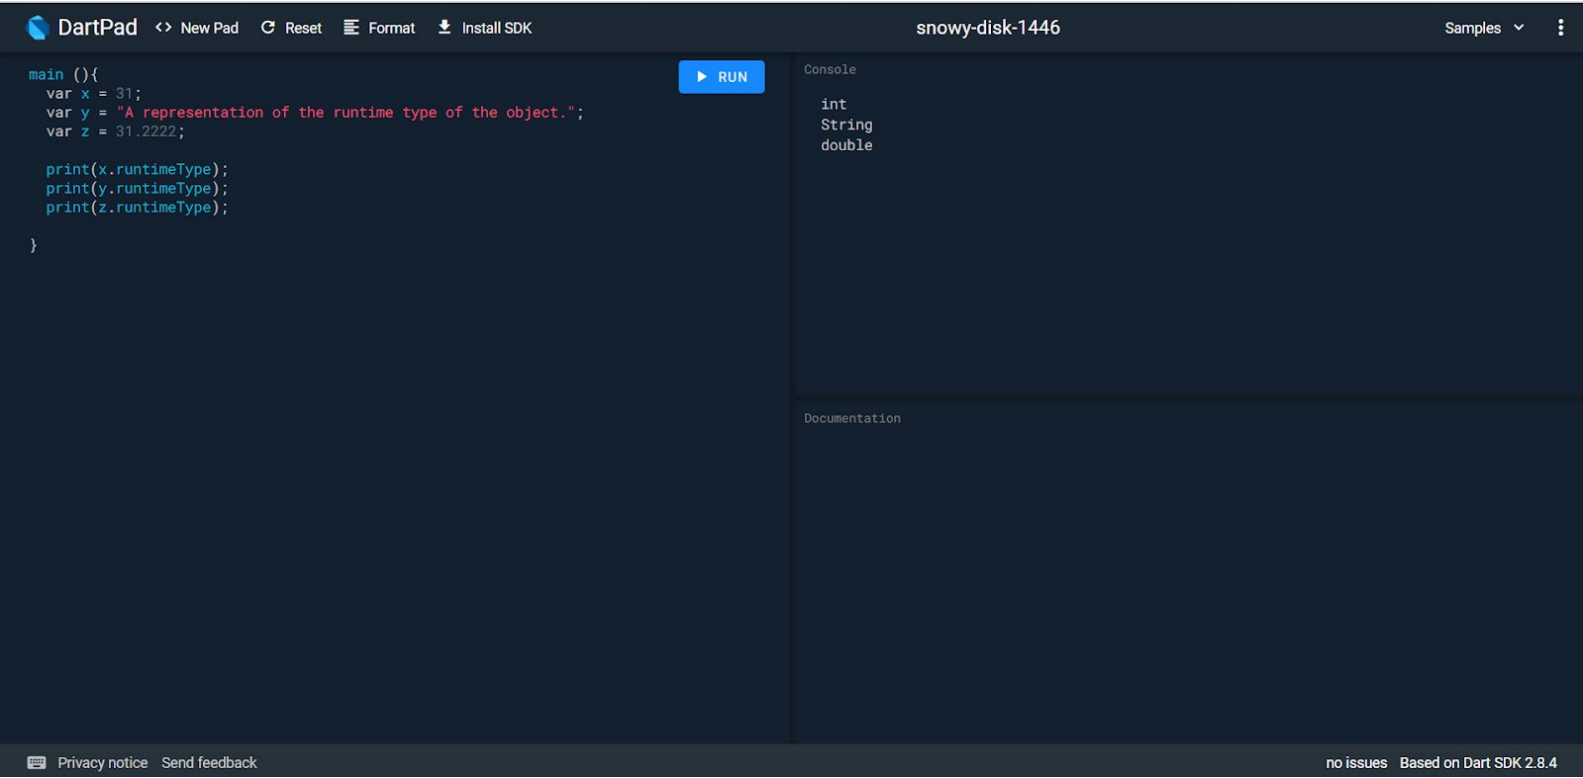 DartPad <> New Pad Reset Format Install SDK snowy-disk-1446 Samples
RUN
main (){
  var x = 31;
  var y = "A representation of the runtime type of the object.";
  var z = 31.2222;
  print(x.runtimeType);
  print(y.runtimeType);
  print(z.runtimeType);
}
Console
int
String
double
Documentation
Privacy notice Send feedback no issues Based on Dart SDK 2.8.4